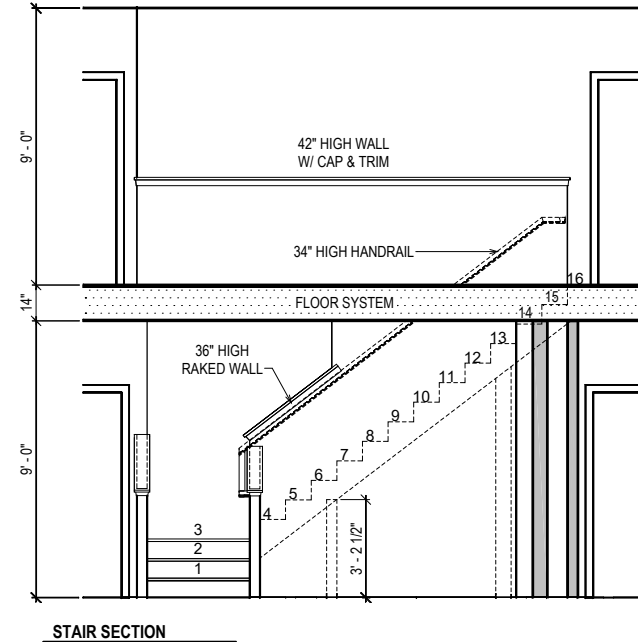 9' - 0"
42" HIGH WALL
W/ CAP & TRIM
34" HIGH HANDRAIL
16
14"
FLOOR SYSTEM
15
14
36" HIGH
RAKED WALL
13
12
11
10
9
8
7
6
5
4
9' - 0"
3
2
1
3' - 2 1/2"
STAIR SECTION